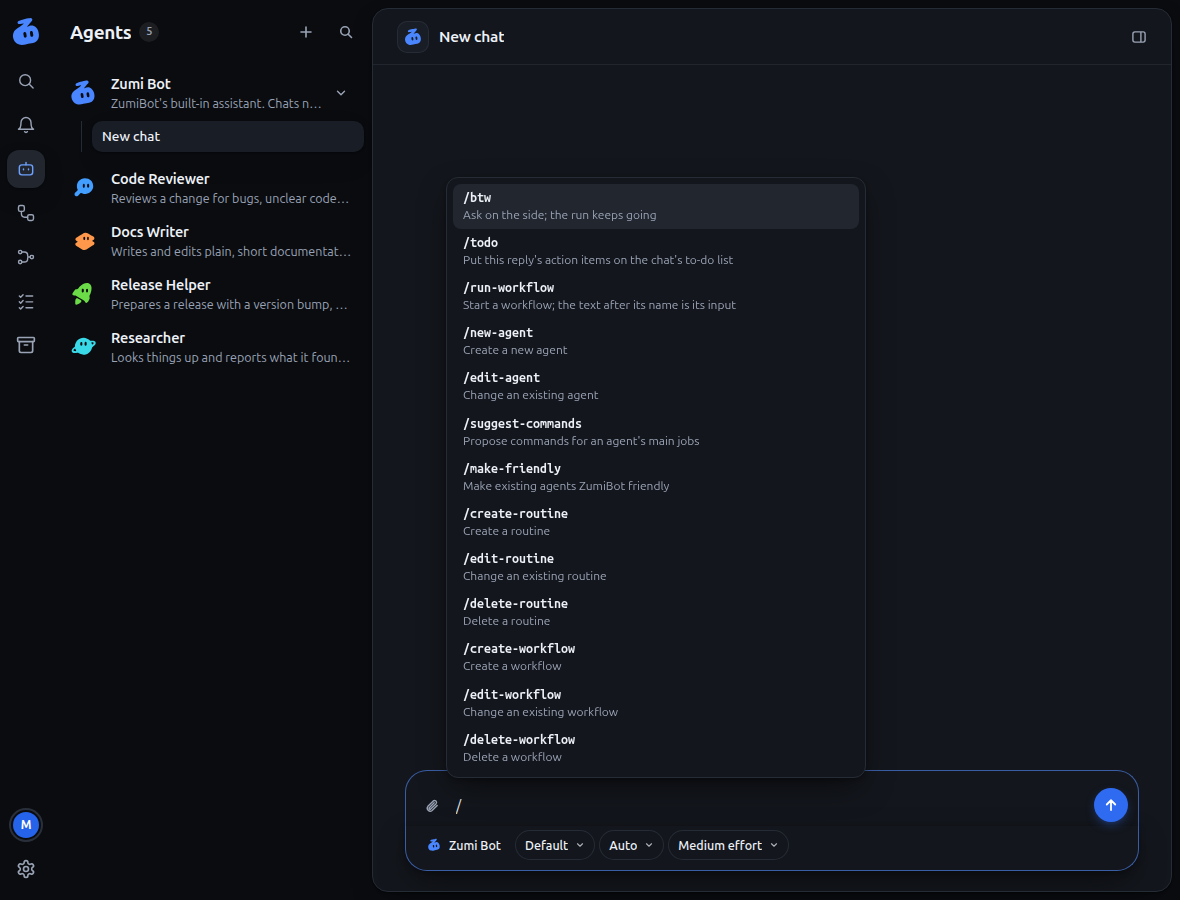 Agents 5
Zumi Bot
ZumiBot's built-in assistant. Chats n…
New chat
Code Reviewer
Reviews a change for bugs, unclear code…
Docs Writer
Writes and edits plain, short documentat…
Release Helper
Prepares a release with a version bump, …
Researcher
Looks things up and reports what it foun…
M
New chat
/btw
Ask on the side; the run keeps going
/todo
Put this reply's action items on the chat's to-do list
/run-workflow
Start a workflow; the text after its name is its input
/new-agent
Create a new agent
/edit-agent
Change an existing agent
/suggest-commands
Propose commands for an agent's main jobs
/make-friendly
Make existing agents ZumiBot friendly
/create-routine
Create a routine
/edit-routine
Change an existing routine
/delete-routine
Delete a routine
/create-workflow
Create a workflow
/edit-workflow
Change an existing workflow
/delete-workflow
Delete a workflow
/
Zumi Bot Default Auto Medium effort